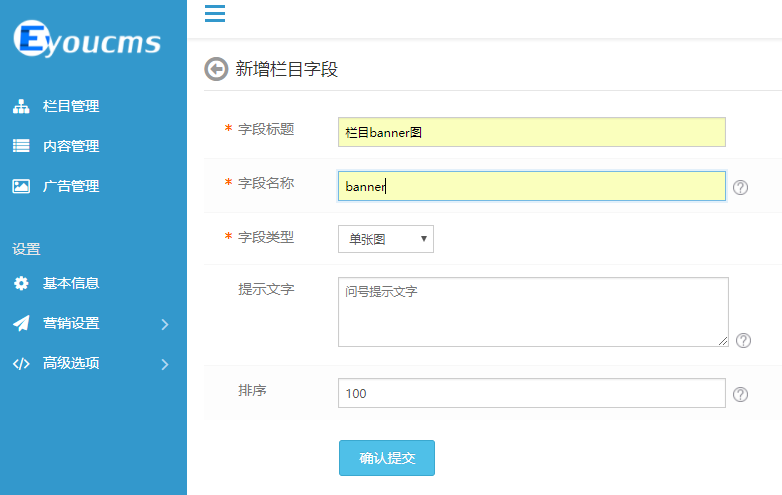 Eyoucms
栏目管理
内容管理
广告管理
设置
基本信息
营销设置
高级选项
新增栏目字段
* 字段标题
栏目banner图
* 字段名称
banner
* 字段类型
单张图
提示文字
问号提示文字
排序
100
确认提交